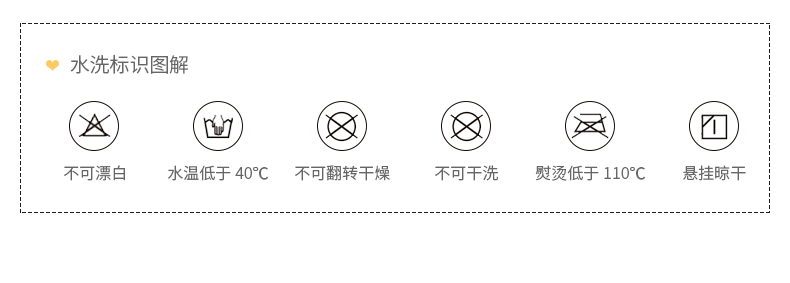 水洗标识图解
不可漂白
水温低于 40℃
不可翻转干燥
不可干洗
熨烫低于 110℃
悬挂晾干